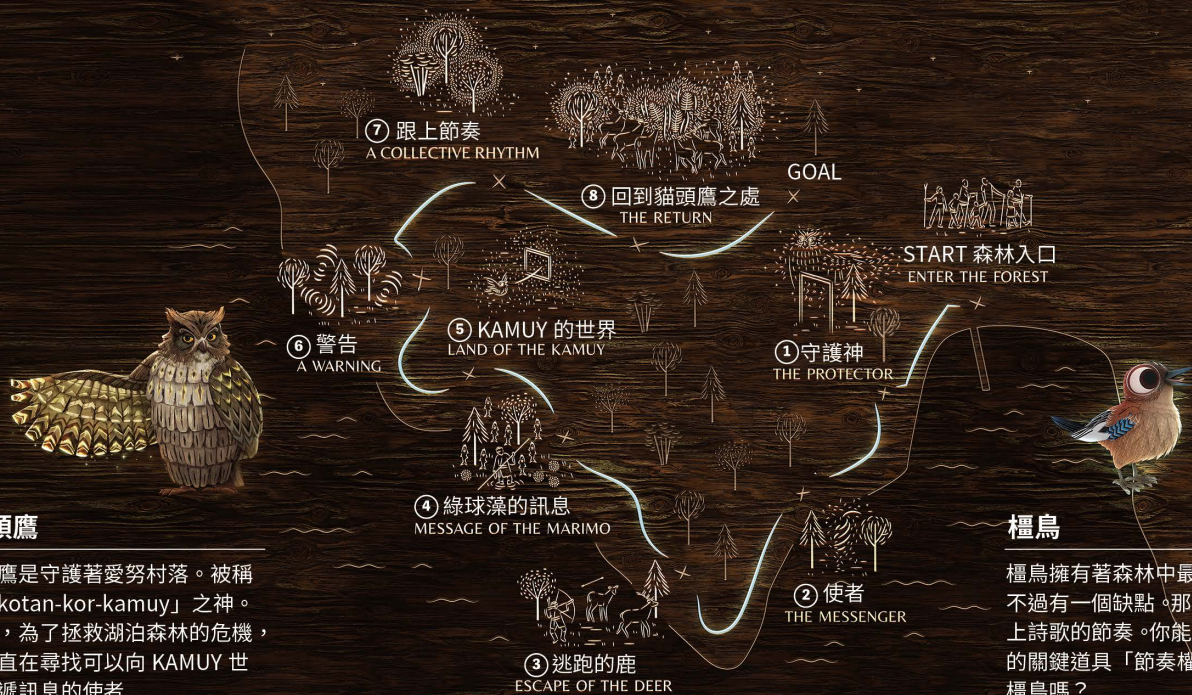 ⑦ 跟上節奏
A COLLECTIVE RHYTHM
⑧ 回到貓頭鷹之處
THE RETURN
GOAL
START 森林入口
ENTER THE FOREST
① 守護神
THE PROTECTOR
⑤ KAMUY 的世界
LAND OF THE KAMUY
⑥ 警告
A WARNING
④ 綠球藻的訊息
MESSAGE OF THE MARIMO
② 使者
THE MESSENGER
③ 逃跑的鹿
ESCAPE OF THE DEER
頭鷹
鷹是守護著愛努村落。被稱
kotan-kor-kamuy」之神。
，為了拯救湖泊森林的危機，
直在尋找可以向 KAMUY 世
遞訊息的使者
橿鳥
橿鳥擁有著森林中最
不過有一個缺點。那
上詩歌的節奏。你能
的關鍵道具「節奏權
橿鳥嗎？